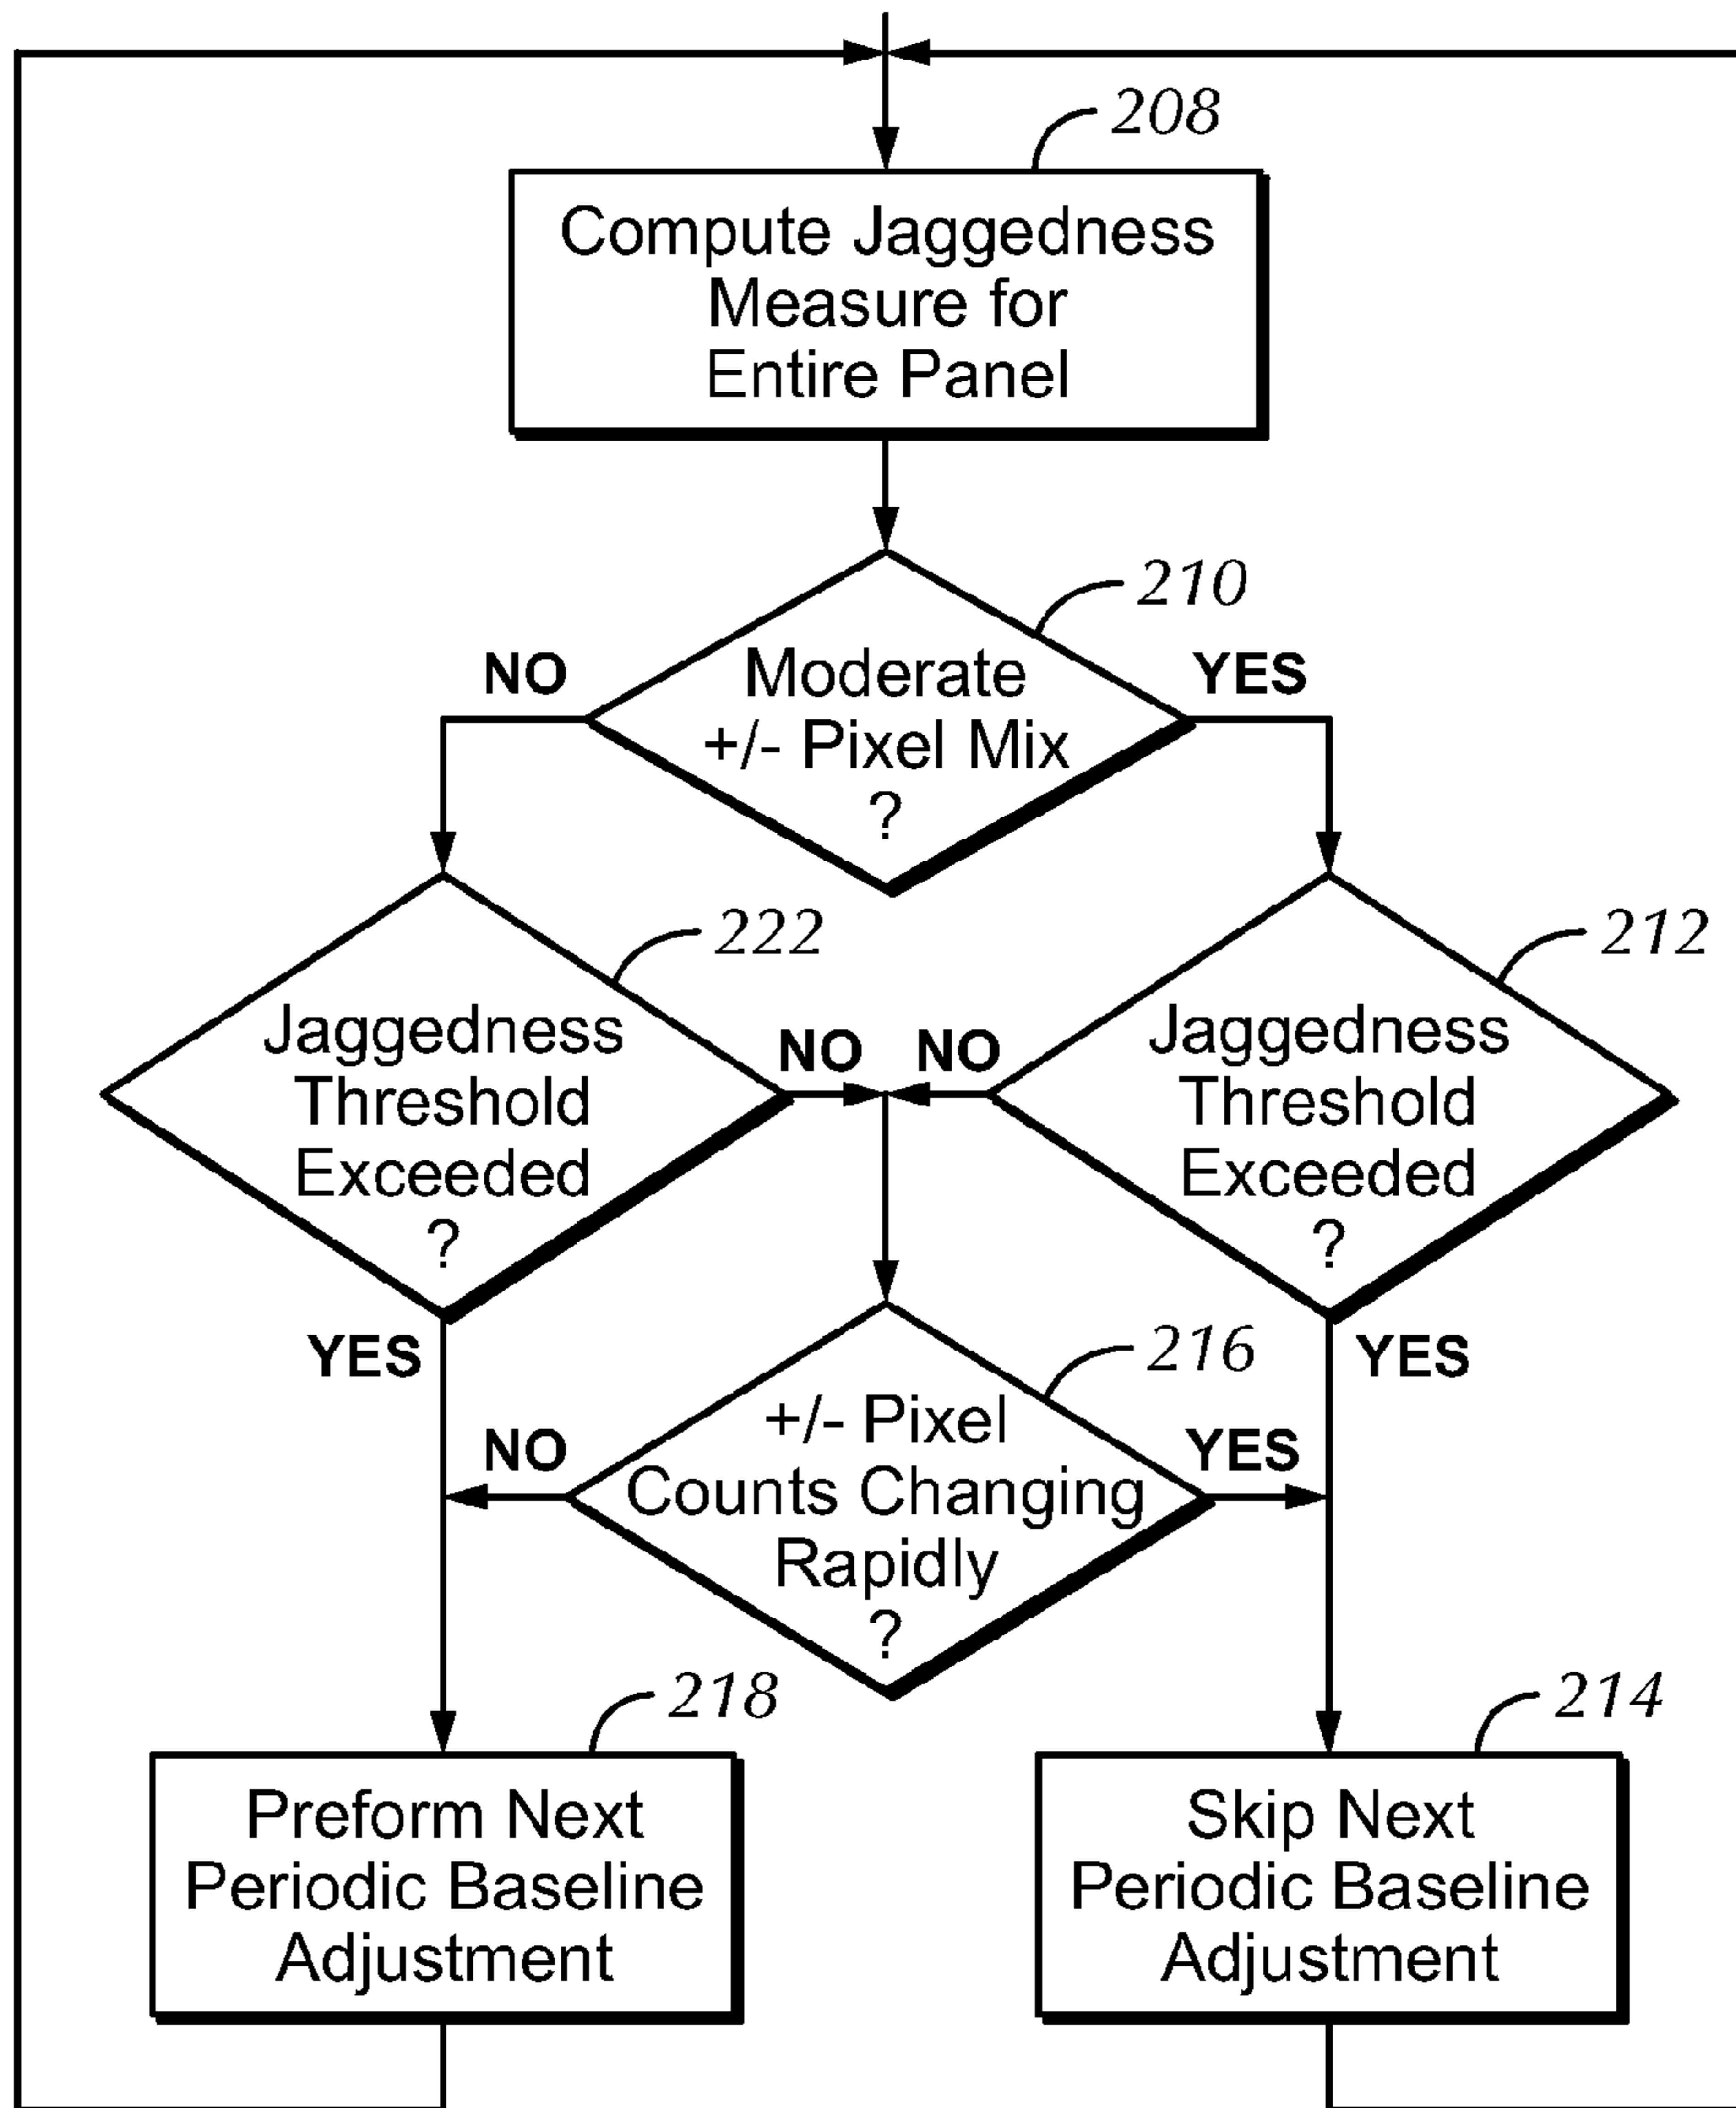 208
Compute Jaggedness
Measure for
Entire Panel
210
NO
Moderate
+/- Pixel Mix
?
YES
222
212
Jaggedness
Threshold
Exceeded
?
NO
NO
Jaggedness
Threshold
Exceeded
?
YES
216
YES
NO
+/- Pixel
Counts Changing
Rapidly
?
YES
218
214
Preform Next
Periodic Baseline
Adjustment
Skip Next
Periodic Baseline
Adjustment